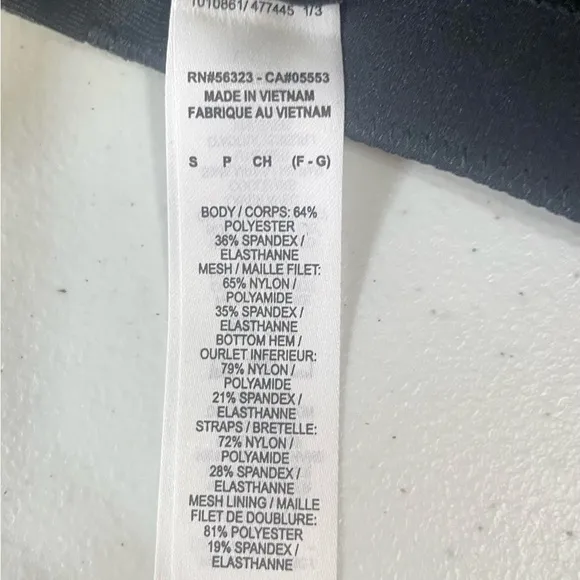 1010861/477445 1/3
RN#56323 - CA#05553
MADE IN VIETNAM
FABRIQUE AU VIETNAM
S P CH (F - G)
BODY / CORPS: 64%
POLYESTER
36% SPANDEX /
ELASTHANNE
MESH / MAILLE FILET:
65% NYLON /
POLYAMIDE
35% SPANDEX /
ELASTHANNE
BOTTOM HEM /
OURLET INFERIEUR:
79% NYLON /
POLYAMIDE
21% SPANDEX /
ELASTHANNE
STRAPS / BRETELLE:
72% NYLON /
POLYAMIDE
28% SPANDEX /
ELASTHANNE
MESH LINING / MAILLE
FILET DE DOUBLURE:
81% POLYESTER
19% SPANDEX /
ELASTHANNE